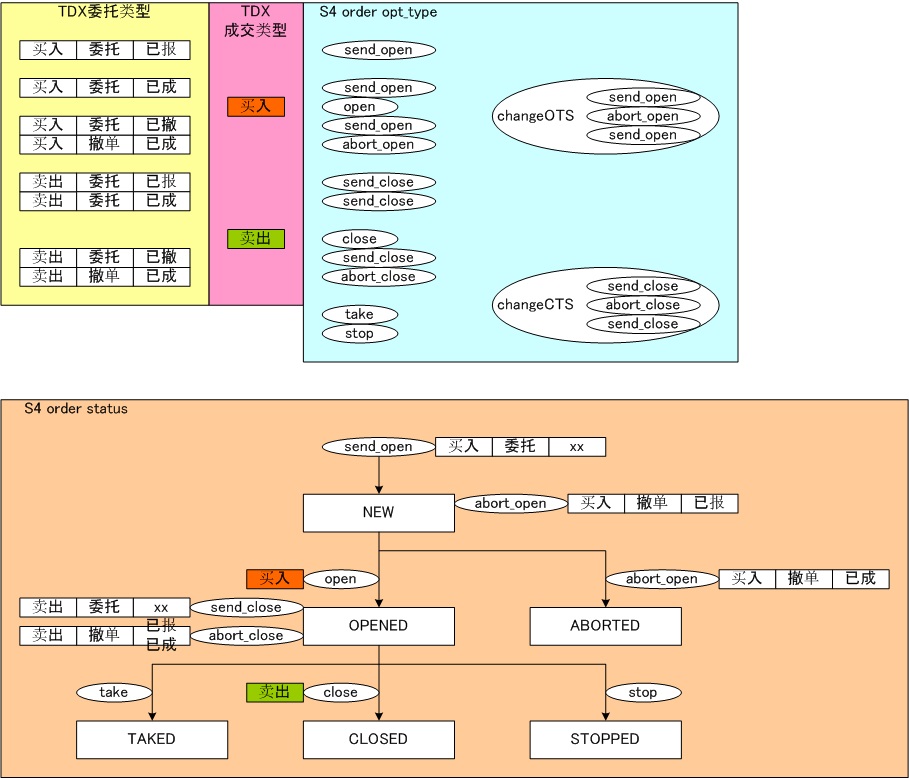 TDX委托类型
TDX
成交类型
S4 order opt_type
买入 委托 已报
send_open
买入 委托 已成
send_open
买入
open
changeOTS
send_open
abort_open
send_open
买入 委托 已撤
send_open
买入 撤单 已成
abort_open
卖出 委托 已报
send_close
卖出 委托 已成
send_close
卖出
close
卖出 委托 已撤
send_close
卖出 撤单 已成
abort_close
changeCTS
send_close
abort_close
send_close
take
stop
S4 order status
send_open 买入 委托 xx
NEW
abort_open 买入 撤单 已报
买入 open
abort_open 买入 撤单 已成
卖出 委托 xx send_close
卖出 撤单 已报 已成 abort_close
OPENED
ABORTED
take
卖出 close
stop
TAKED
CLOSED
STOPPED